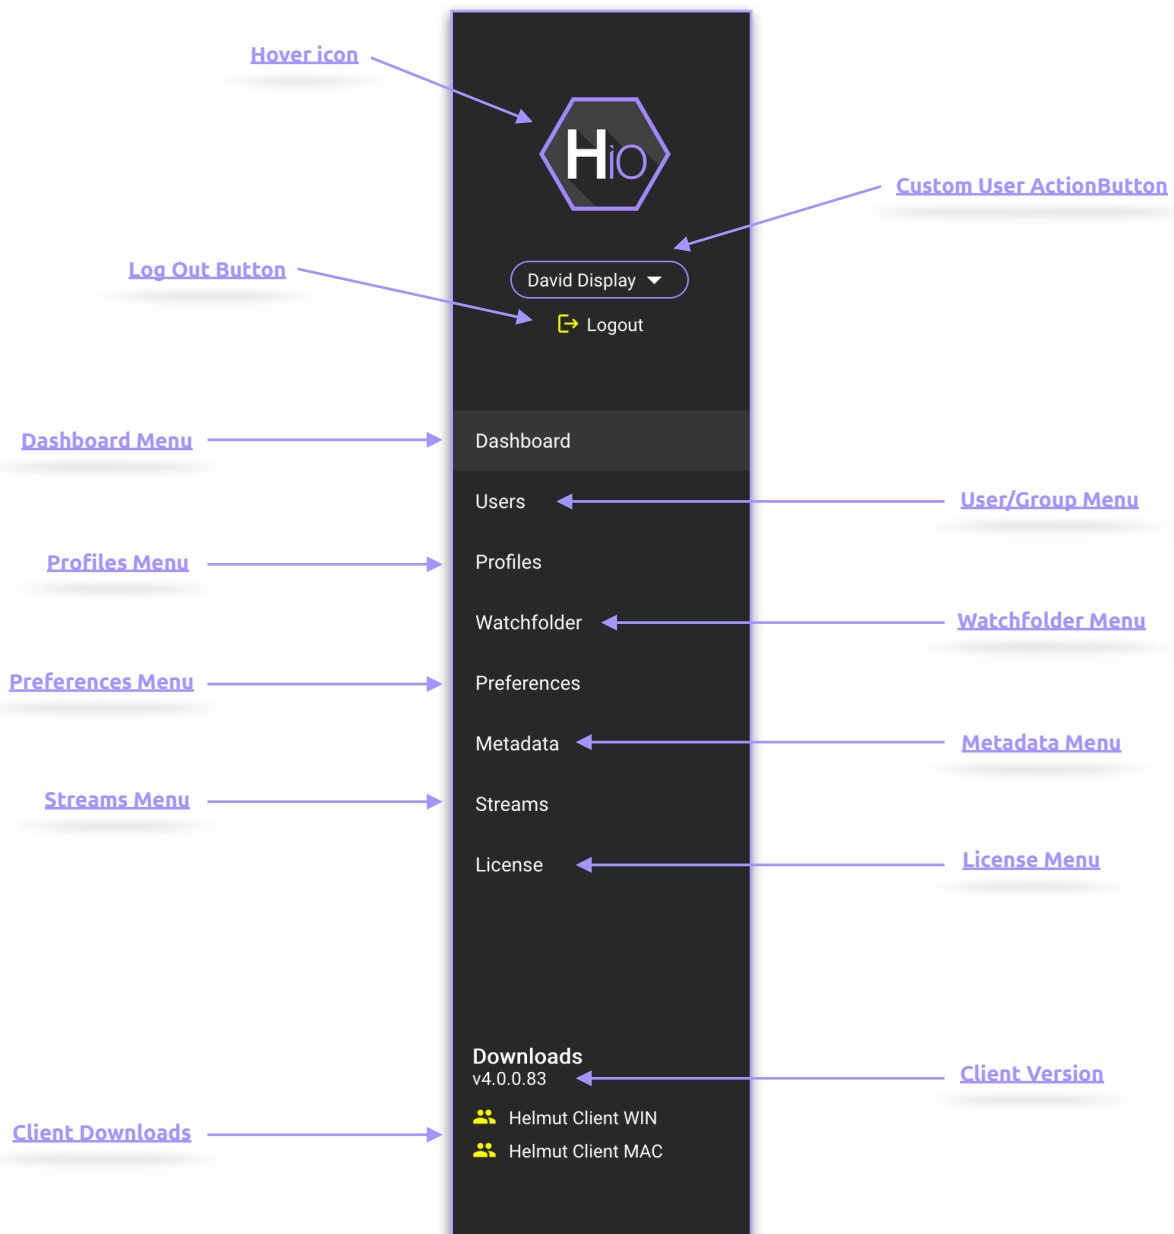 Hover icon
Hio
Custom User ActionButton
Log Out Button
David Display
Logout
Dashboard Menu
Dashboard
Users
User/Group Menu
Profiles Menu
Profiles
Watchfolder
Watchfolder Menu
Preferences Menu
Preferences
Metadata
Metadata Menu
Streams Menu
Streams
License
License Menu
Downloads
v4.0.0.83
Client Version
Helmut Client WIN
Client Downloads
Helmut Client MAC